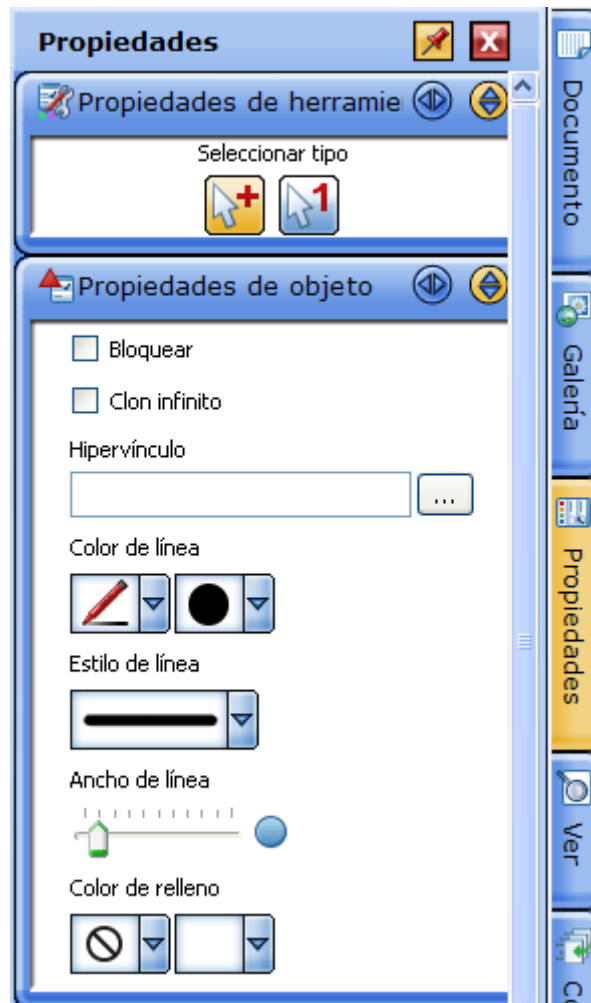 Propiedades
Propiedades de herramie
Seleccionar tipo
+
1
Propiedades de objeto
Bloquear
Clon infinito
Hipervínculo
...
Color de línea
Estilo de línea
Ancho de línea
Color de relleno
Documento
Galería
Propiedades
Ver